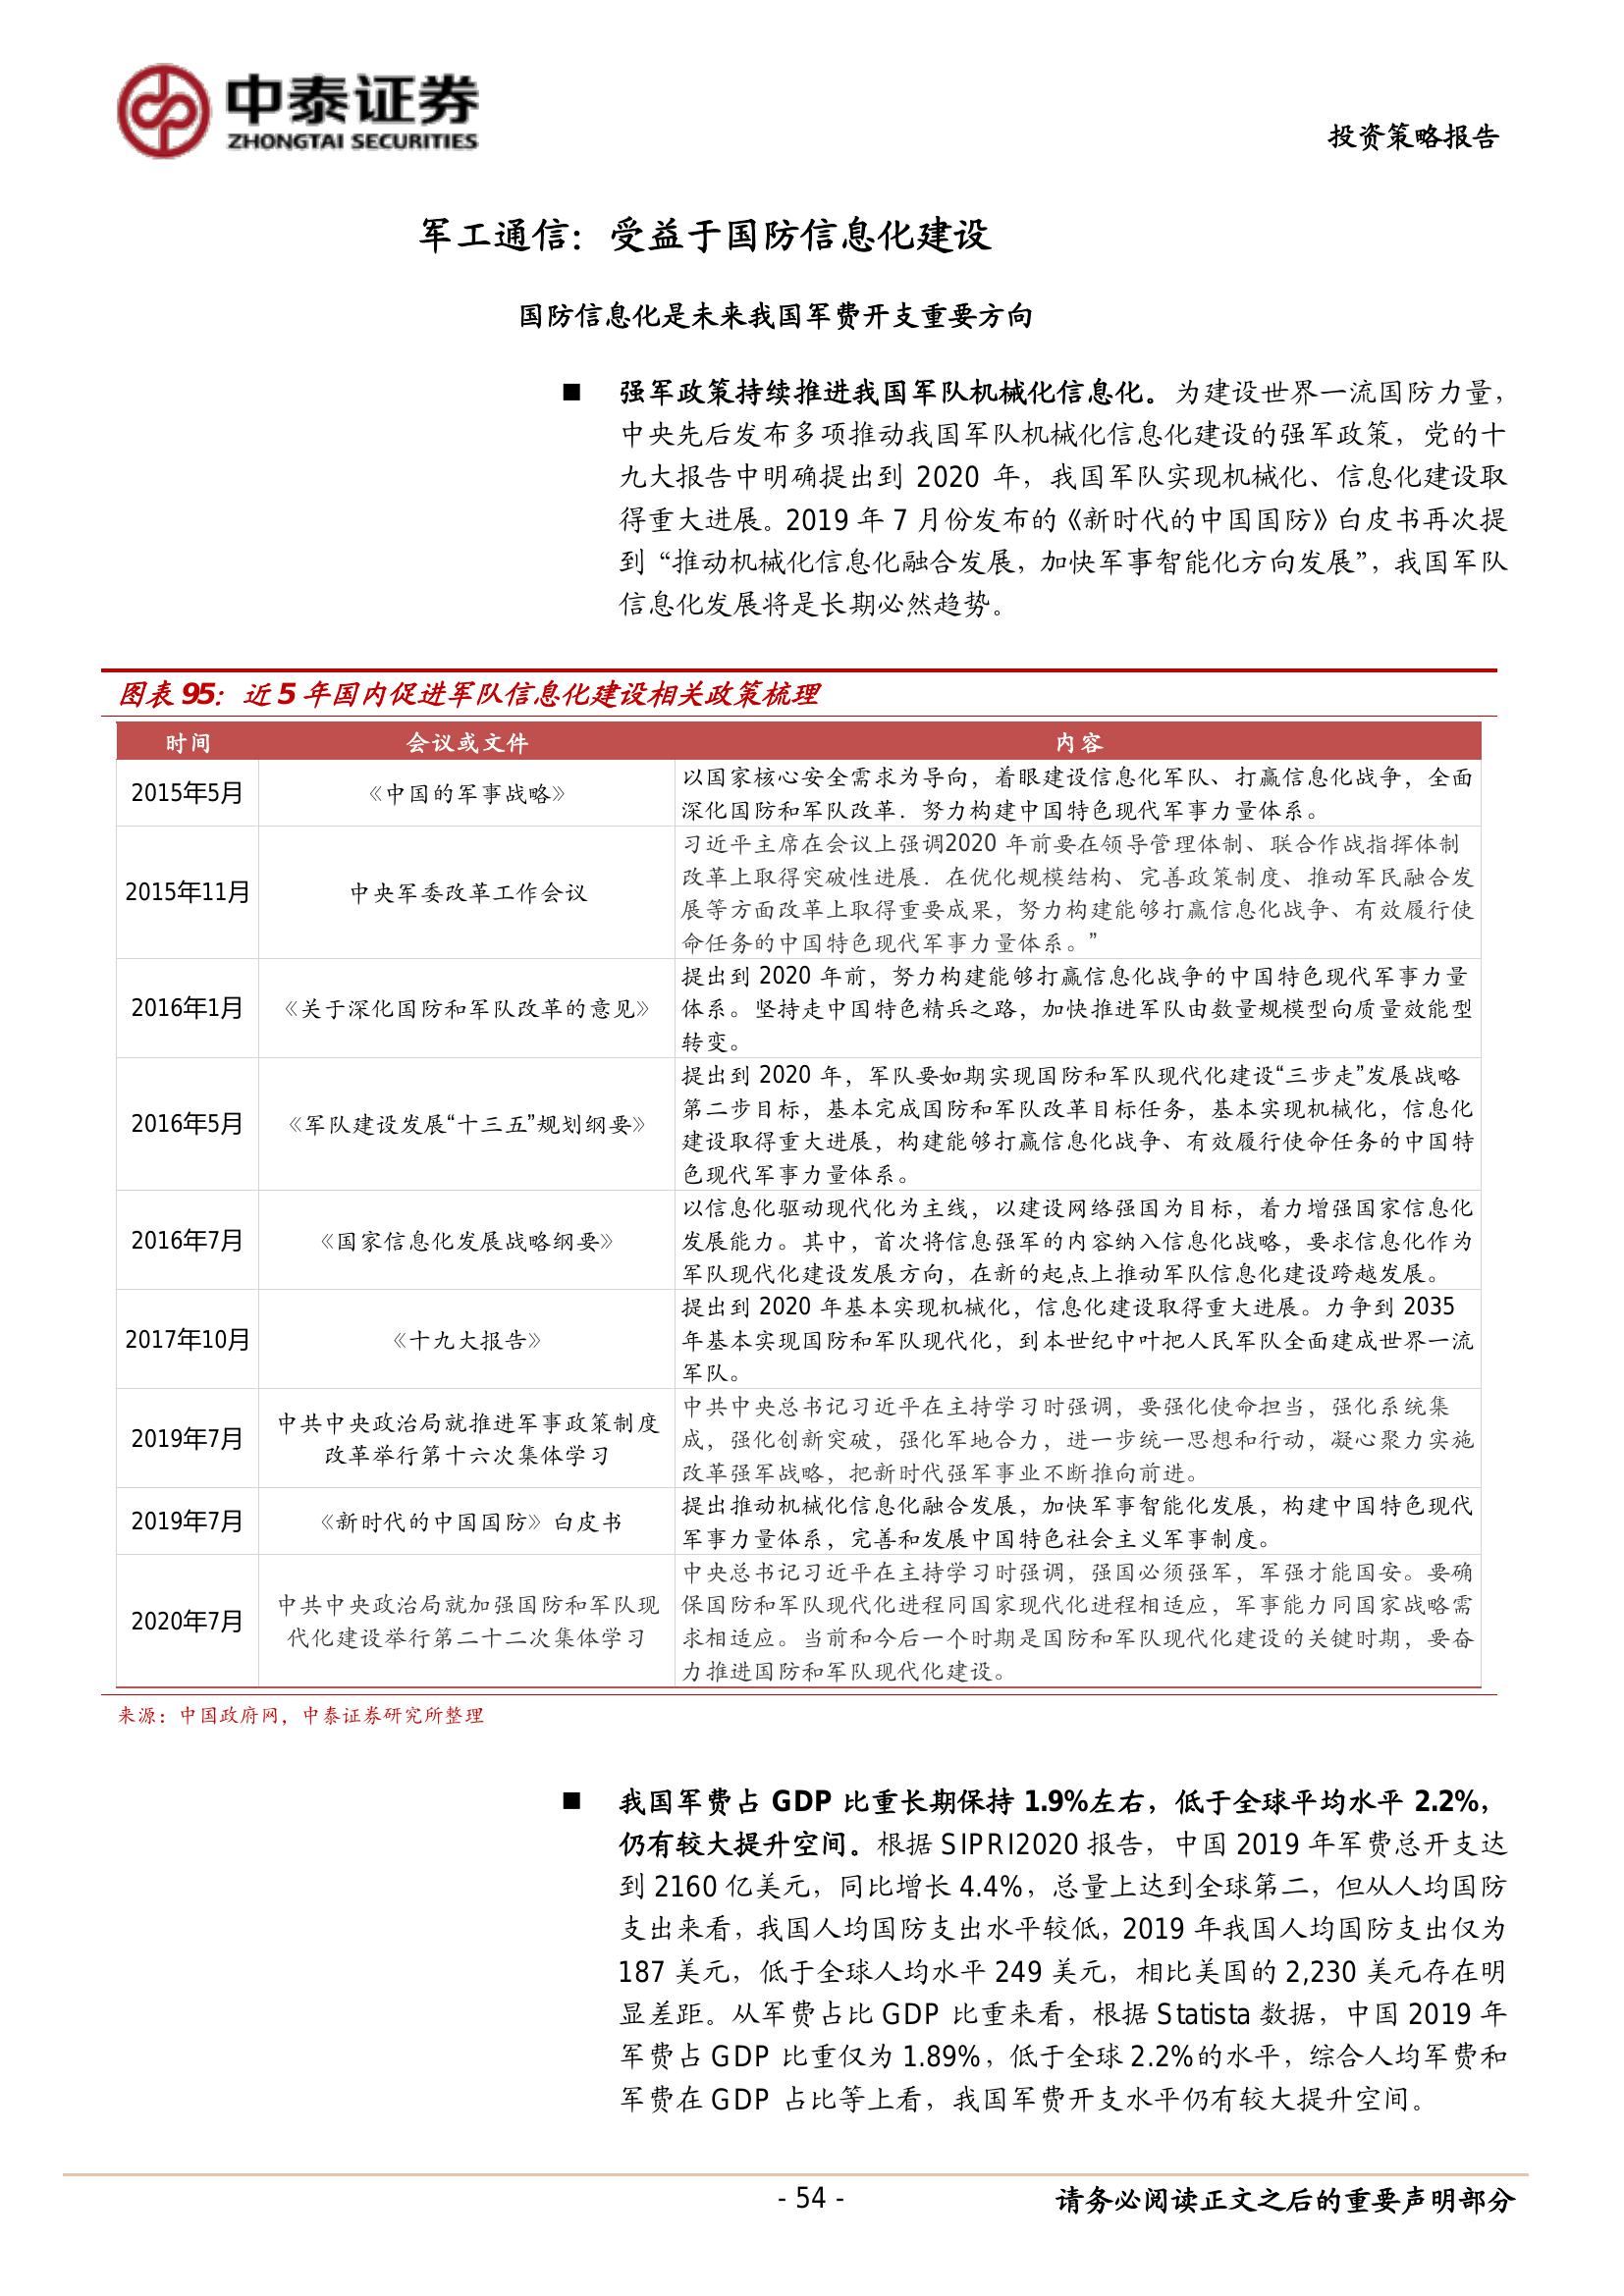 中泰证券
ZHONGTAI SECURITIES
投资策略报告
军工通信：受益于国防信息化建设
国防信息化是未来我国军费开支重要方向
■ 强军政策持续推进我国军队机械化信息化。为建设世界一流国防力量，
中央先后发布多项推动我国军队机械化信息化建设的强军政策，党的十
九大报告中明确提出到 2020 年，我国军队实现机械化、信息化建设取
得重大进展。2019 年 7 月份发布的《新时代的中国国防》白皮书再次提
到 “推动机械化信息化融合发展，加快军事智能化方向发展”，我国军队
信息化发展将是长期必然趋势。
图表 95：近 5 年国内促进军队信息化建设相关政策梳理
时间 会议或文件 内容
2015年5月 《中国的军事战略》
以国家核心安全需求为导向，着眼建设信息化军队、打赢信息化战争，全面
深化国防和军队改革．努力构建中国特色现代军事力量体系。
2015年11月 中央军委改革工作会议
习近平主席在会议上强调2020 年前要在领导管理体制、联合作战指挥体制
改革上取得突破性进展．在优化规模结构、完善政策制度、推动军民融合发
展等方面改革上取得重要成果，努力构建能够打赢信息化战争、有效履行使
命任务的中国特色现代军事力量体系。”
2016年1月 《关于深化国防和军队改革的意见》
提出到 2020 年前，努力构建能够打赢信息化战争的中国特色现代军事力量
体系。坚持走中国特色精兵之路，加快推进军队由数量规模型向质量效能型
转变。
2016年5月 《军队建设发展“十三五”规划纲要》
提出到 2020 年，军队要如期实现国防和军队现代化建设“三步走”发展战略
第二步目标，基本完成国防和军队改革目标任务，基本实现机械化，信息化
建设取得重大进展，构建能够打赢信息化战争、有效履行使命任务的中国特
色现代军事力量体系。
2016年7月 《国家信息化发展战略纲要》
以信息化驱动现代化为主线，以建设网络强国为目标，着力增强国家信息化
发展能力。其中，首次将信息强军的内容纳入信息化战略，要求信息化作为
军队现代化建设发展方向，在新的起点上推动军队信息化建设跨越发展。
2017年10月 《十九大报告》
提出到 2020 年基本实现机械化，信息化建设取得重大进展。力争到 2035
年基本实现国防和军队现代化，到本世纪中叶把人民军队全面建成世界一流
军队。
2019年7月
中共中央政治局就推进军事政策制度
改革举行第十六次集体学习
中共中央总书记习近平在主持学习时强调，要强化使命担当，强化系统集
成，强化创新突破，强化军地合力，进一步统一思想和行动，凝心聚力实施
改革强军战略，把新时代强军事业不断推向前进。
2019年7月 《新时代的中国国防》白皮书
提出推动机械化信息化融合发展，加快军事智能化发展，构建中国特色现代
军事力量体系，完善和发展中国特色社会主义军事制度。
2020年7月
中共中央政治局就加强国防和军队现
代化建设举行第二十二次集体学习
中央总书记习近平在主持学习时强调，强国必须强军，军强才能国安。要确
保国防和军队现代化进程同国家现代化进程相适应，军事能力同国家战略需
求相适应。当前和今后一个时期是国防和军队现代化建设的关键时期，要奋
力推进国防和军队现代化建设。
来源：中国政府网，中泰证券研究所整理
■ 我国军费占 GDP 比重长期保持 1.9%左右，低于全球平均水平 2.2%，
仍有较大提升空间。根据 SIPRI2020 报告，中国 2019 年军费总开支达
到 2160 亿美元，同比增长 4.4%，总量上达到全球第二，但从人均国防
支出来看，我国人均国防支出水平较低，2019 年我国人均国防支出仅为
187 美元，低于全球人均水平 249 美元，相比美国的 2,230 美元存在明
显差距。从军费占比 GDP 比重来看，根据 Statista 数据，中国 2019 年
军费占 GDP 比重仅为 1.89%，低于全球 2.2%的水平，综合人均军费和
军费在 GDP 占比等上看，我国军费开支水平仍有较大提升空间。
- 54 -
请务必阅读正文之后的重要声明部分